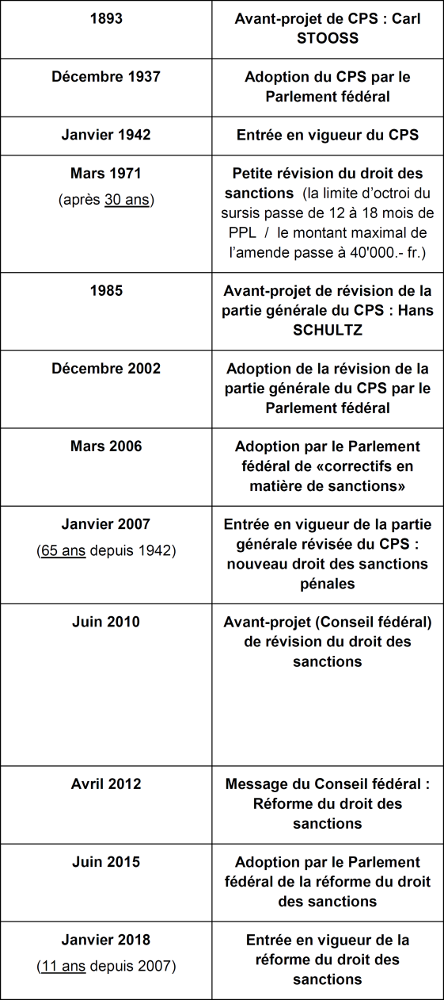 1893
Avant-projet de CPS : Carl
STOOSS
Décembre 1937
Adoption du CPS par le
Parlement fédéral
Janvier 1942
Entrée en vigueur du CPS
Mars 1971
(après 30 ans)
Petite révision du droit des
sanctions (la limite d’octroi du
sursis passe de 12 à 18 mois de
PPL / le montant maximal de
l’amende passe à 40'000.- fr.)
1985
Avant-projet de révision de la
partie générale du CPS : Hans
SCHULTZ
Décembre 2002
Adoption de la révision de la
partie générale du CPS par le
Parlement fédéral
Mars 2006
Adoption par le Parlement
fédéral de «correctifs en
matière de sanctions»
Janvier 2007
(65 ans depuis 1942)
Entrée en vigueur de la partie
générale révisée du CPS :
nouveau droit des sanctions
pénales
Juin 2010
Avant-projet (Conseil fédéral)
de révision du droit des
sanctions
Avril 2012
Message du Conseil fédéral :
Réforme du droit des
sanctions
Juin 2015
Adoption par le Parlement
fédéral de la réforme du droit
des sanctions
Janvier 2018
(11 ans depuis 2007)
Entrée en vigueur de la
réforme du droit des
sanctions